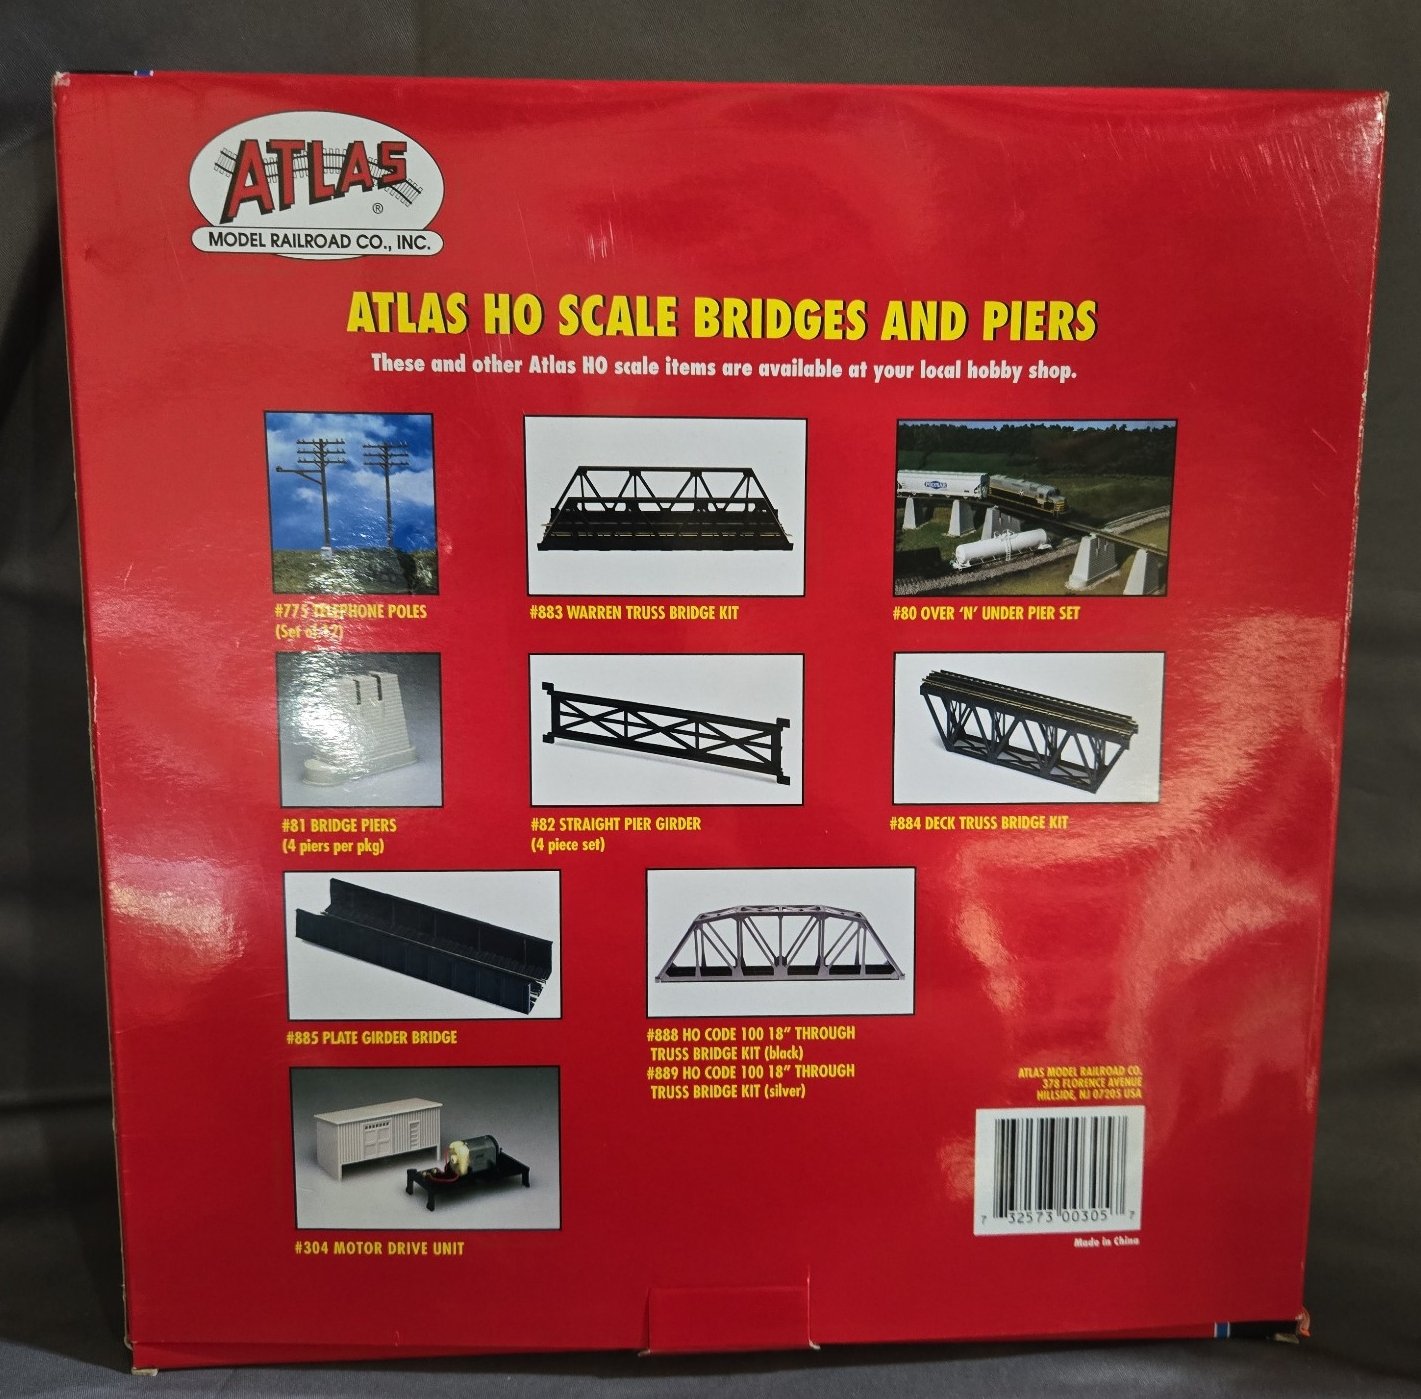 ATLAS
®
MODEL RAILROAD CO., INC.
ATLAS HO SCALE BRIDGES AND PIERS
These and other Atlas HO scale items are available at your local hobby shop.
#775 TELEPHONE POLES
(Set of 12)
#883 WARREN TRUSS BRIDGE KIT
#80 OVER ‘N’ UNDER PIER SET
#81 BRIDGE PIERS
(4 piers per pkg)
#82 STRAIGHT PIER GIRDER
(4 piece set)
#884 DECK TRUSS BRIDGE KIT
#885 PLATE GIRDER BRIDGE
#888 HO CODE 100 18″ THROUGH
TRUSS BRIDGE KIT (black)
#889 HO CODE 100 18″ THROUGH
TRUSS BRIDGE KIT (silver)
#304 MOTOR DRIVE UNIT
ATLAS MODEL RAILROAD CO.
378 FLORENCE AVENUE
HILLSIDE, NJ 07205 USA
7 32573 00305 7
Made in China